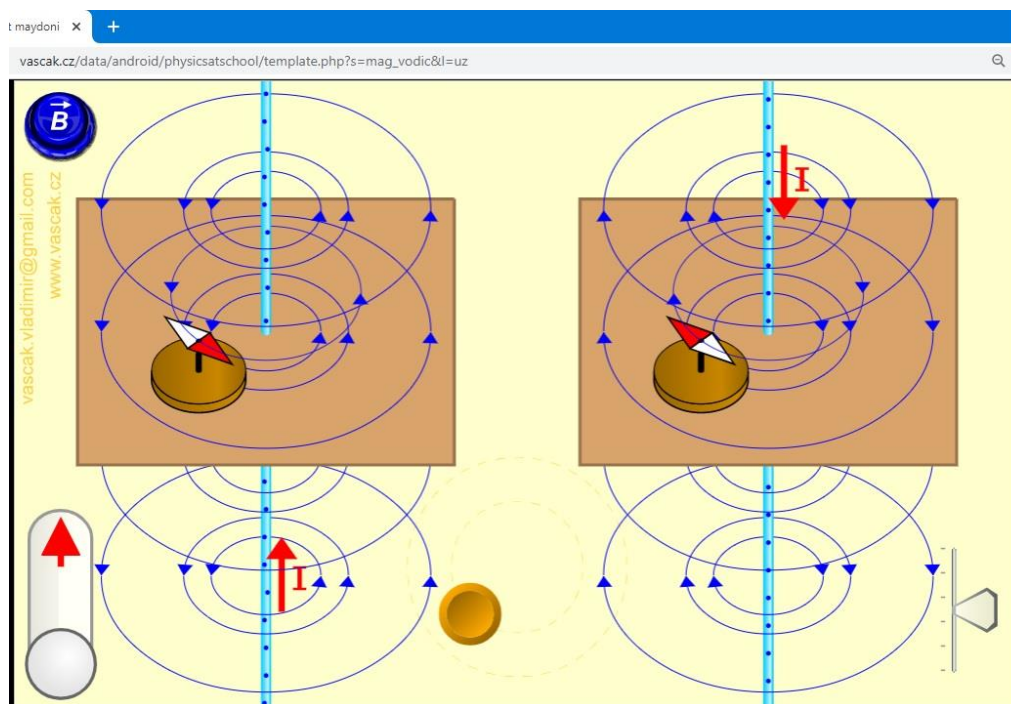 t maydoni × +
vascak.cz/data/android/physicsatschool/template.php?s=mag_vodic&l=uz
B
vascak.vladimir@gmail.com
www.vascak.cz
I
I